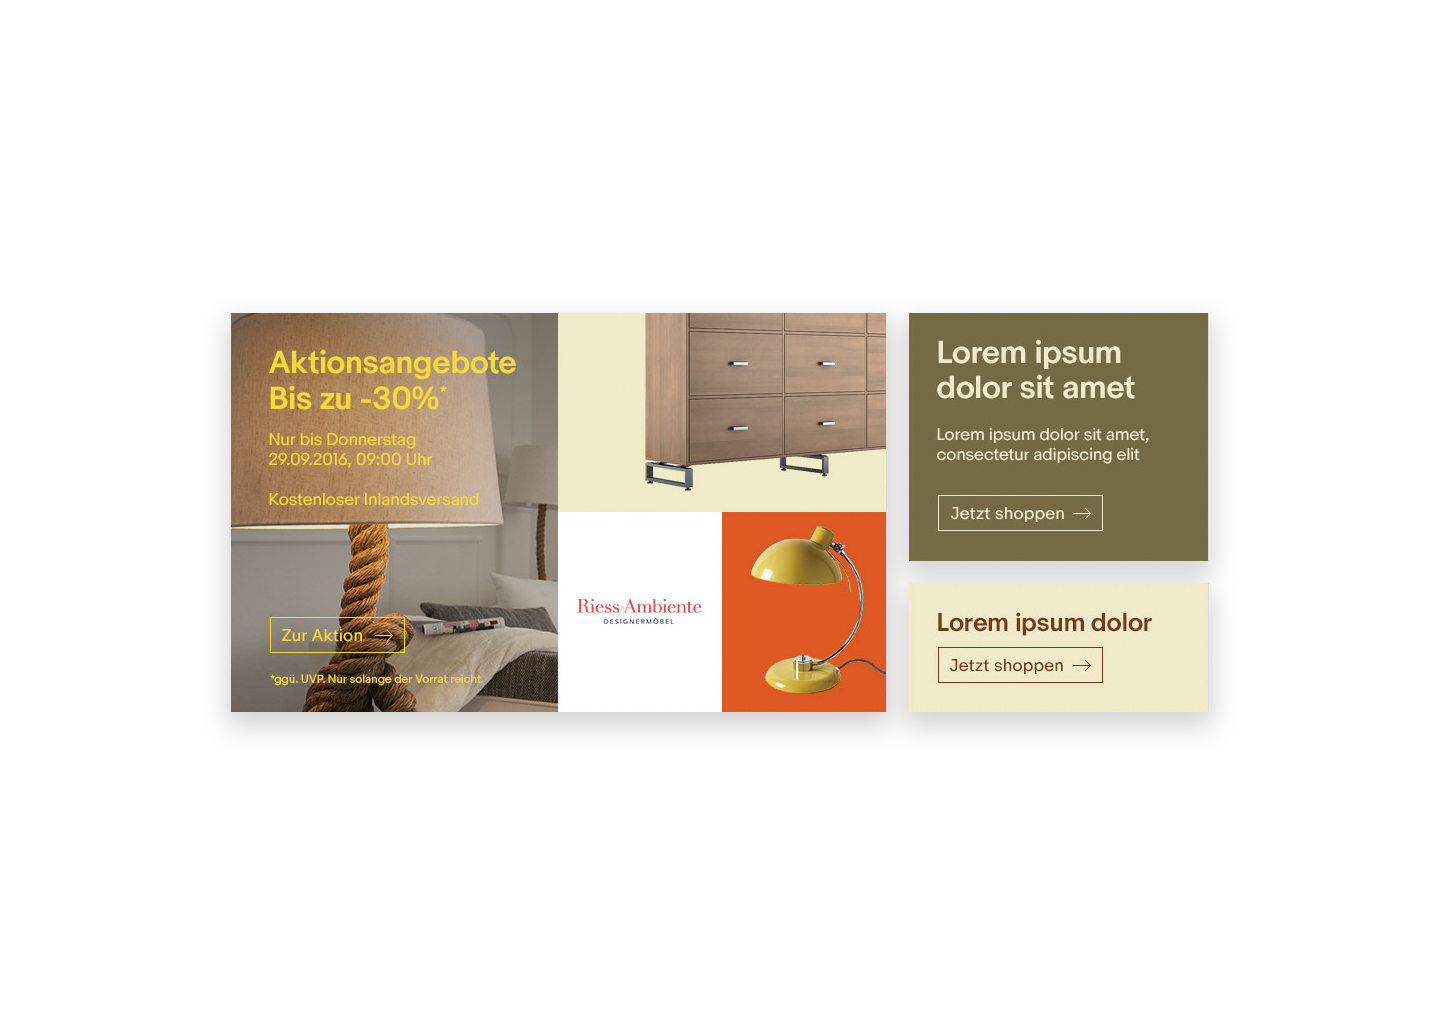 Aktionsangebote
Bis zu -30%*
Nur bis Donnerstag
29.09.2016, 09:00 Uhr
Kostenloser Inlandsversand
Zur Aktion
*ggü. UVP. Nur solange der Vorrat reicht.
Riess-Ambiente
DESIGNERMÖBEL
Lorem ipsum
dolor sit amet
Lorem ipsum dolor sit amet,
consectetur adipiscing elit
Jetzt shoppen
Lorem ipsum dolor
Jetzt shoppen